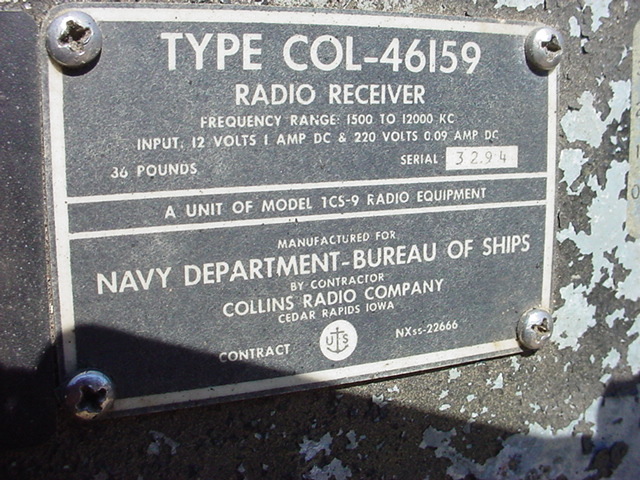 TYPE COL-46159
RADIO RECEIVER
FREQUENCY RANGE: 1500 TO 12000 KC
INPUT, 12 VOLTS 1 AMP DC & 220 VOLTS 0.09 AMP DC
36 POUNDS SERIAL 3294
A UNIT OF MODEL TCS-9 RADIO EQUIPMENT
MANUFACTURED FOR
NAVY DEPARTMENT-BUREAU OF SHIPS
BY CONTRACTOR
COLLINS RADIO COMPANY
CEDAR RAPIDS IOWA
CONTRACT US NXss-22666